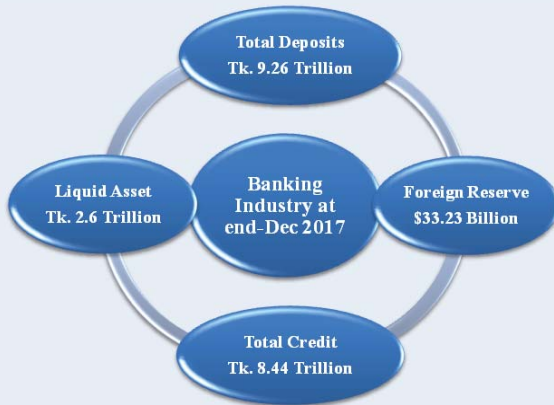 Total Deposits
Tk. 9.26 Trillion
Liquid Asset
Tk. 2.6 Trillion
Banking
Industry at
end-Dec 2017
Foreign Reserve
$33.23 Billion
Total Credit
Tk. 8.44 Trillion